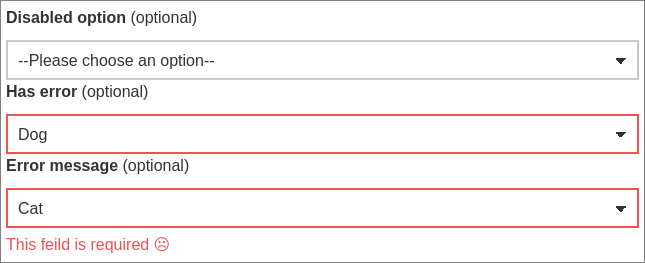 Disabled option (optional)
--Please choose an option--
Has error (optional)
Dog
Error message (optional)
Cat
This feild is required ☹